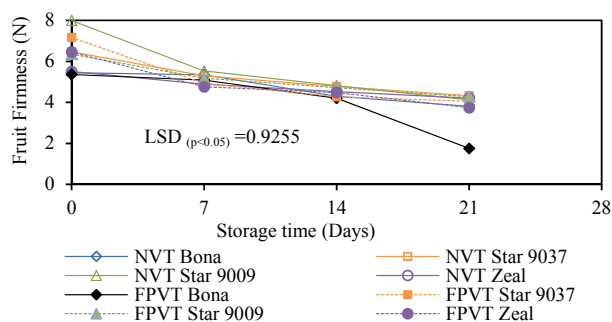 Fruit Firmness (N)
8
6
4
2
0
LSD (p<0.05) =0.9255
0 7 14 21 28
Storage time (Days)
NVT Bona NVT Star 9037
NVT Star 9009 NVT Zeal
FPVT Bona FPVT Star 9037
FPVT Star 9009 FPVT Zeal